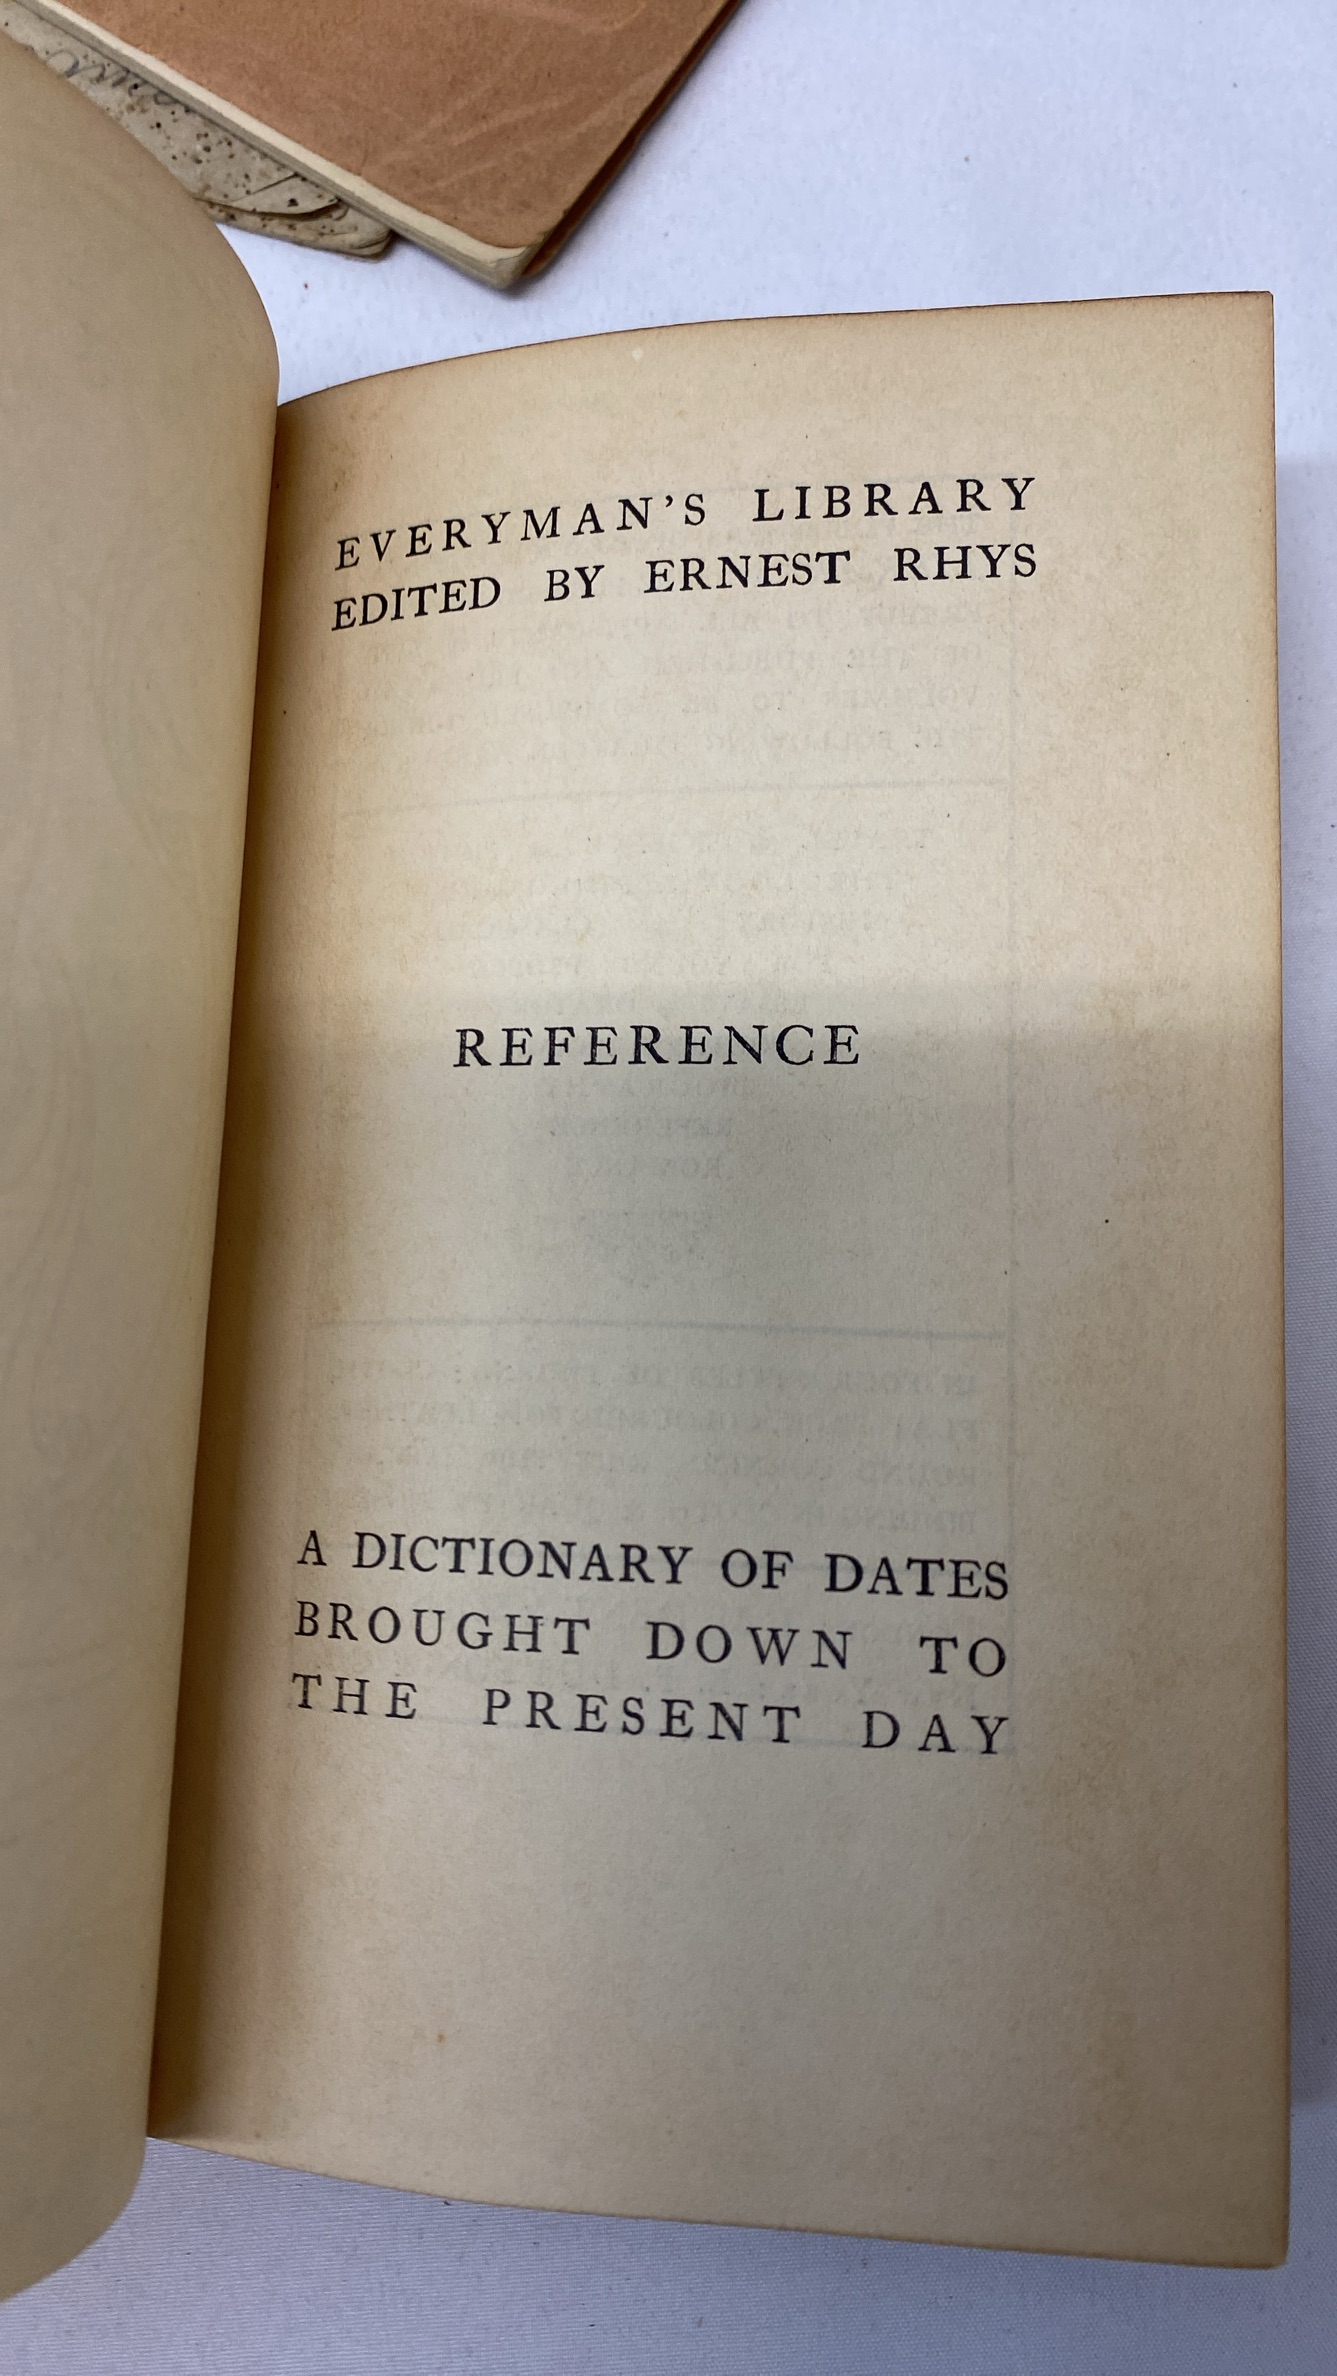 EVERYMAN'S LIBRARY
EDITED BY ERNEST RHYS
REFERENCE
A DICTIONARY OF DATES
BROUGHT DOWN TO
THE PRESENT DAY